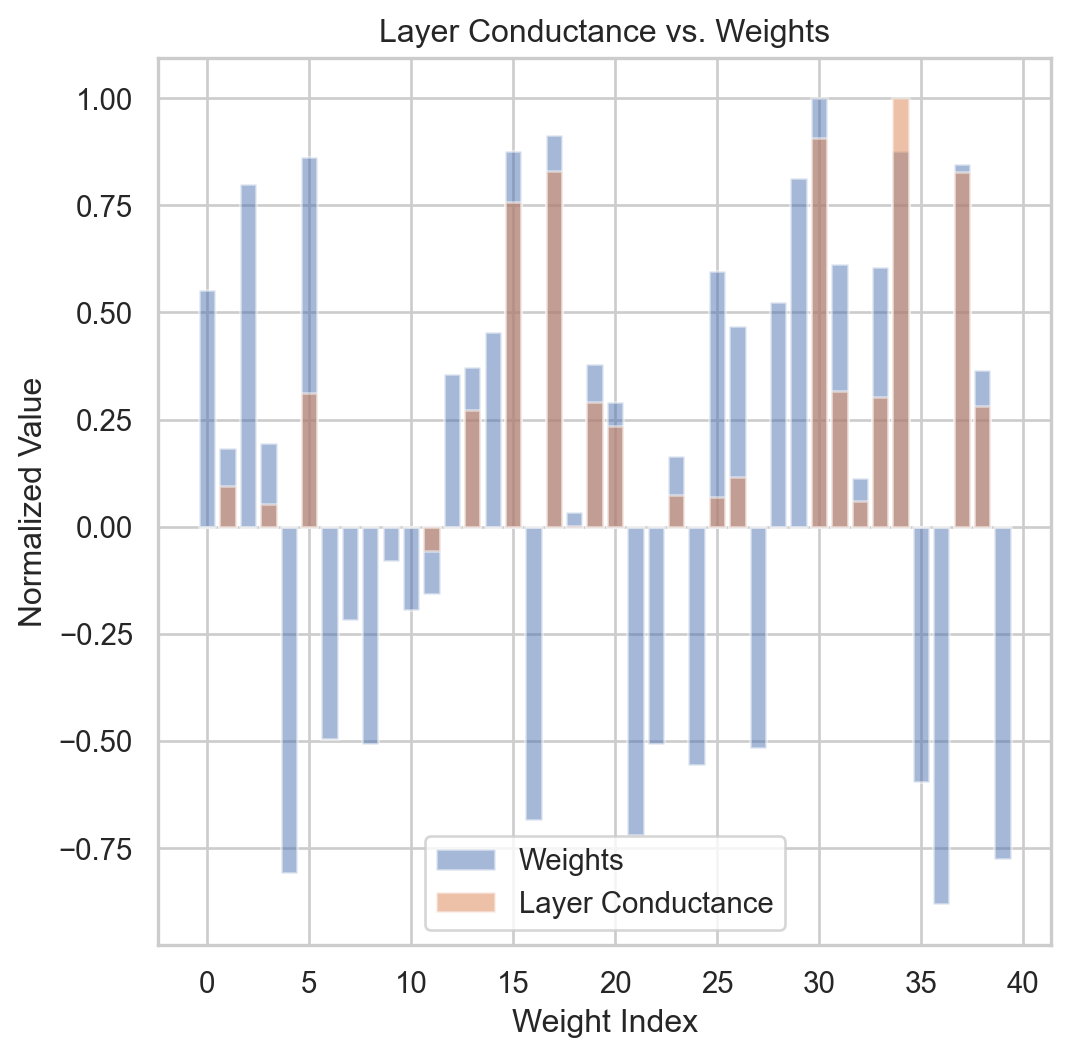 Layer Conductance vs. Weights
Normalized Value
1.00
0.75
0.50
0.25
0.00
−0.25
−0.50
−0.75
Weights
Layer Conductance
0 5 10 15 20 25 30 35 40
Weight Index